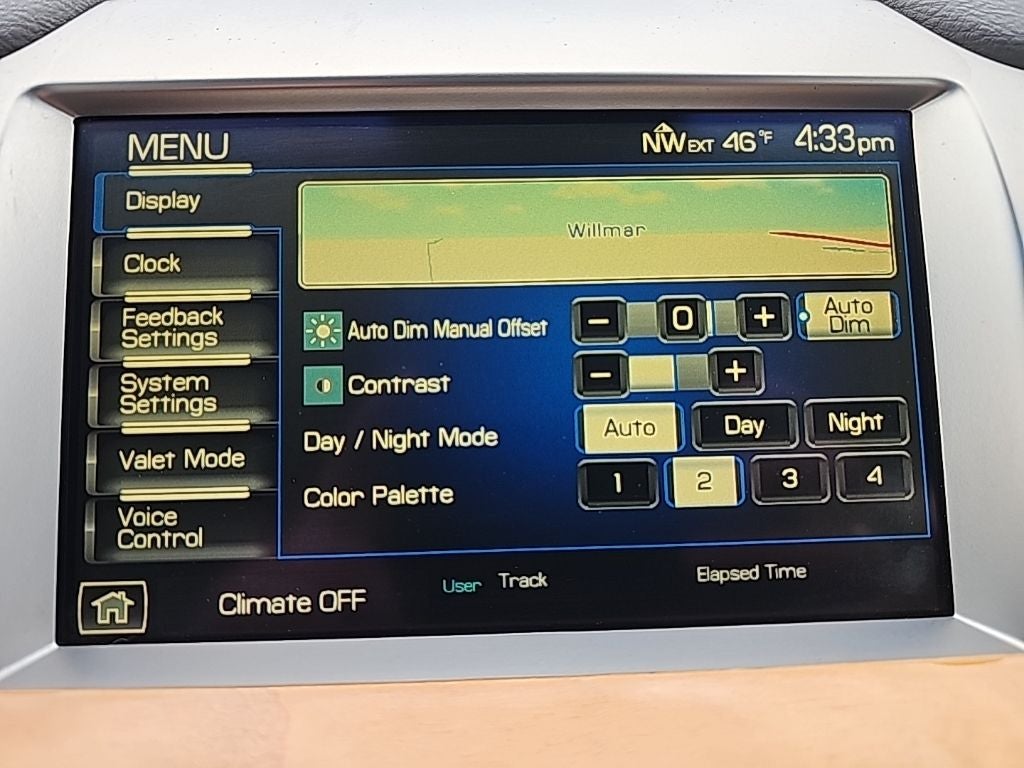 MENU
NW EXT 46 °F 4:33pm
Display
Clock
Feedback
Settings
System
Settings
Valet Mode
Voice
Control
Willmar
Auto Dim Manual Offset
− 0 +
Auto
Dim
Contrast
− +
Day / Night Mode
Auto Day Night
Color Palette
1 2 3 4
Climate OFF
User Track
Elapsed Time